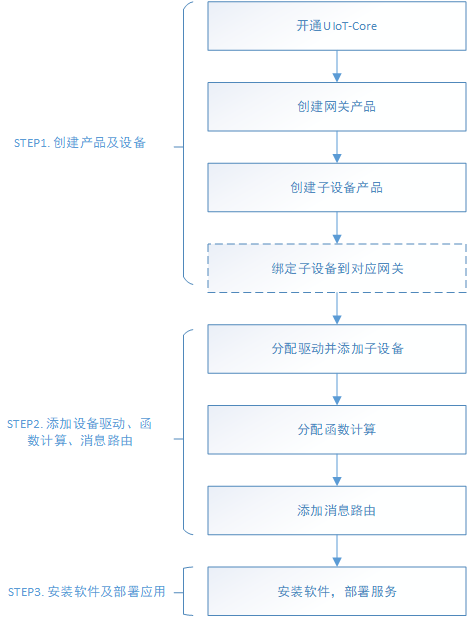 开通UIoT-Core
创建网关产品
STEP1. 创建产品及设备
创建子设备产品
绑定子设备到对应网关
分配驱动并添加子设备
STEP2. 添加设备驱动、函
数计算、消息路由
分配函数计算
添加消息路由
STEP3. 安装软件及部署应用
安装软件，部署服务